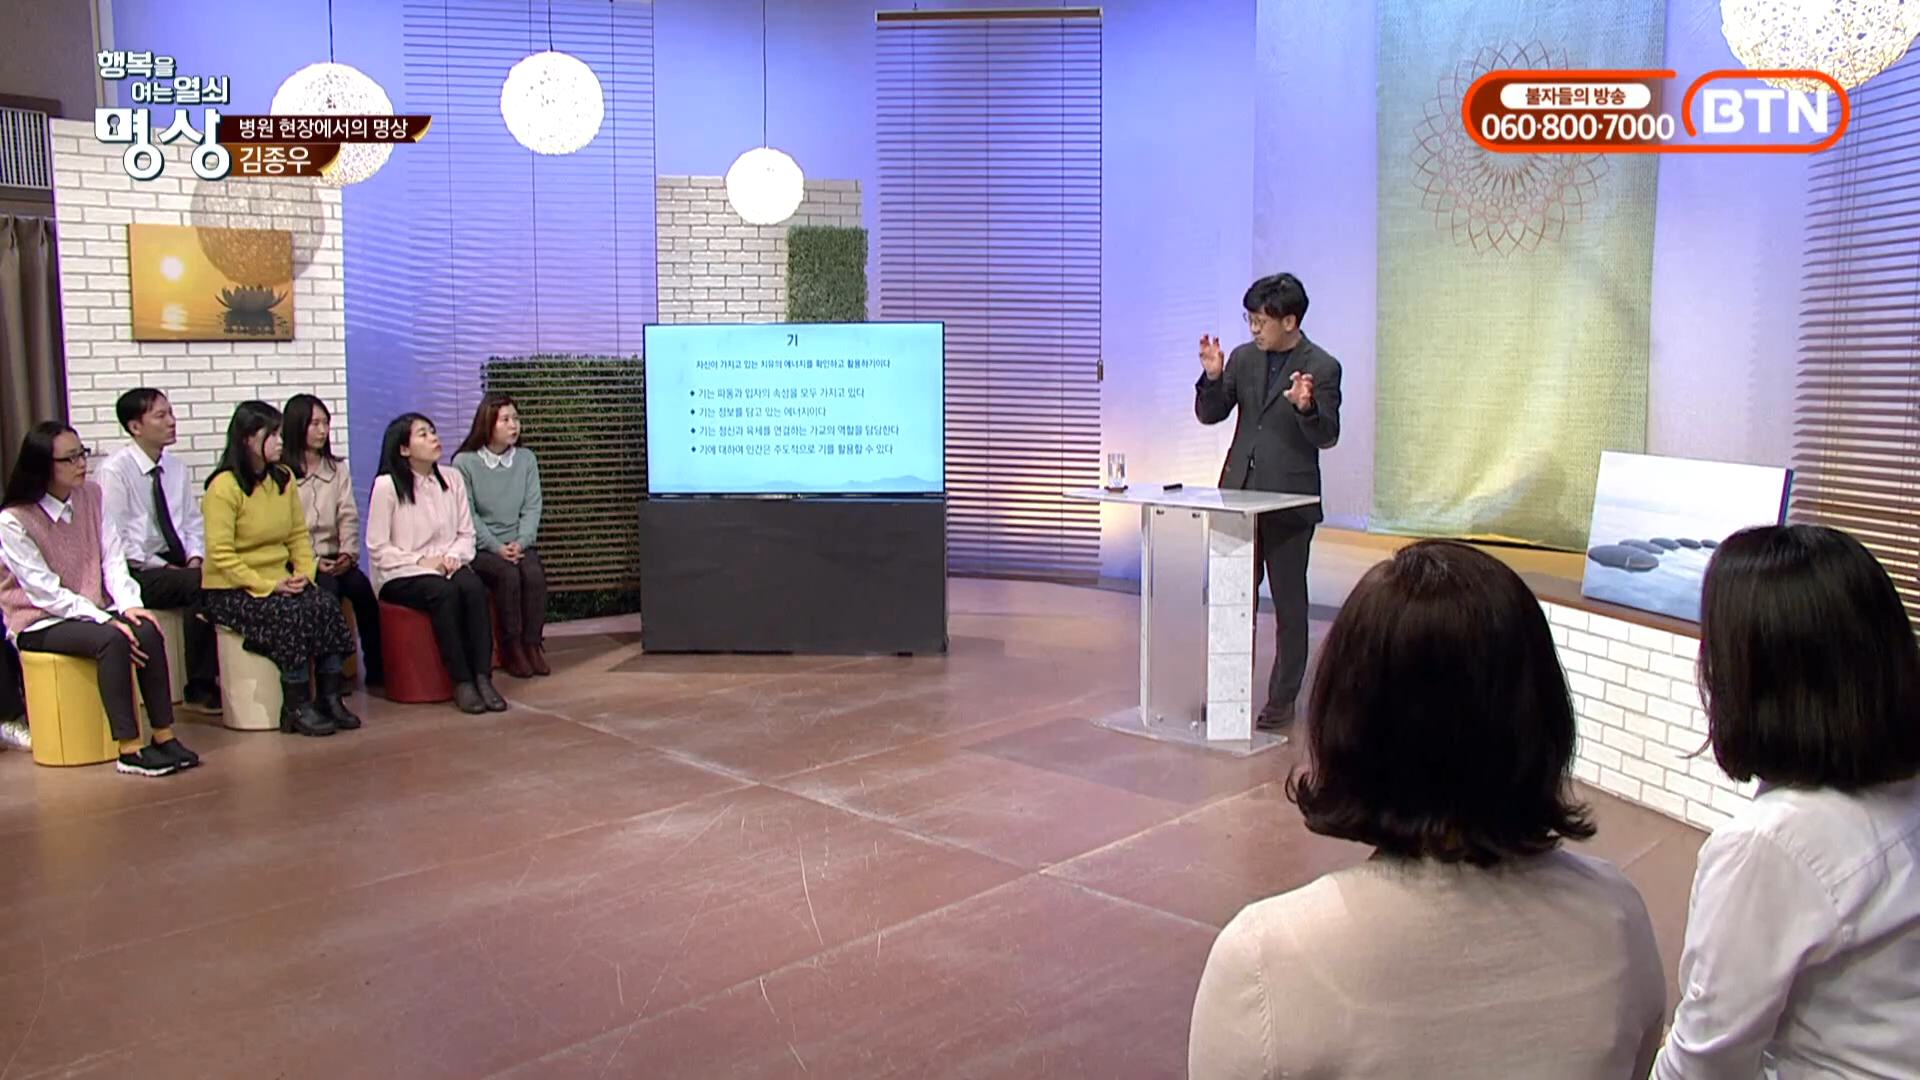 행복을
여는 열쇠
명상
병원 현장에서의 명상
김종우
불자들의 방송
060·800·7000
BTN
기
자신이 가지고 있는 치유의 에너지를 확인하고 활용하기이다
◆ 기는 파동과 입자의 속성을 모두 가지고 있다
◆ 기는 정보를 담고 있는 에너지이다
◆ 기는 정신과 육체를 연결하는 가교의 역할을 담당한다
◆ 기에 대하여 인간은 주도적으로 기를 활용할 수 있다